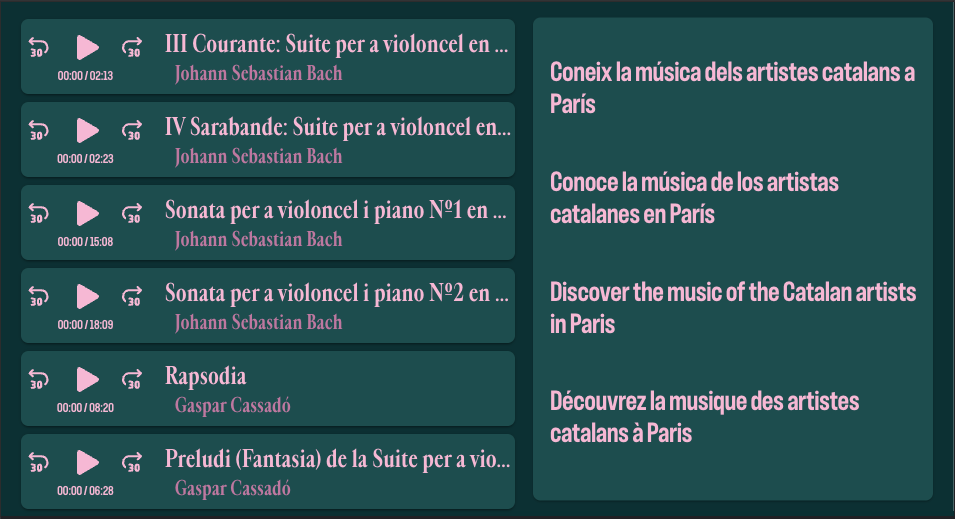 III Courante: Suite per a violoncel en ...
Johann Sebastian Bach
30
30
00:00 / 02:13
IV Sarabande: Suite per a violoncel en...
Johann Sebastian Bach
30
30
00:00 / 02:23
Sonata per a violoncel i piano Nº1 en ...
Johann Sebastian Bach
30
30
00:00 / 15:08
Sonata per a violoncel i piano Nº2 en ...
Johann Sebastian Bach
30
30
00:00 / 18:09
Rapsodia
Gaspar Cassadó
30
30
00:00 / 08:20
Preludi (Fantasia) de la Suite per a vio...
Gaspar Cassadó
30
30
00:00 / 06:28
Coneix la música dels artistes catalans a
París
Conoce la música de los artistas
catalanes en París
Discover the music of the Catalan artists
in Paris
Découvrez la musique des artistes
catalans à Paris